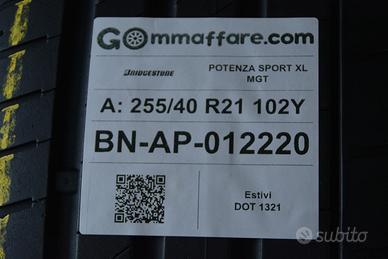 GOmmaffare.com
BRIDGESTONE
POTENZA SPORT XL
MGT
A: 255/40 R21 102Y
BN-AP-012220
Estivi
DOT 1321
subito